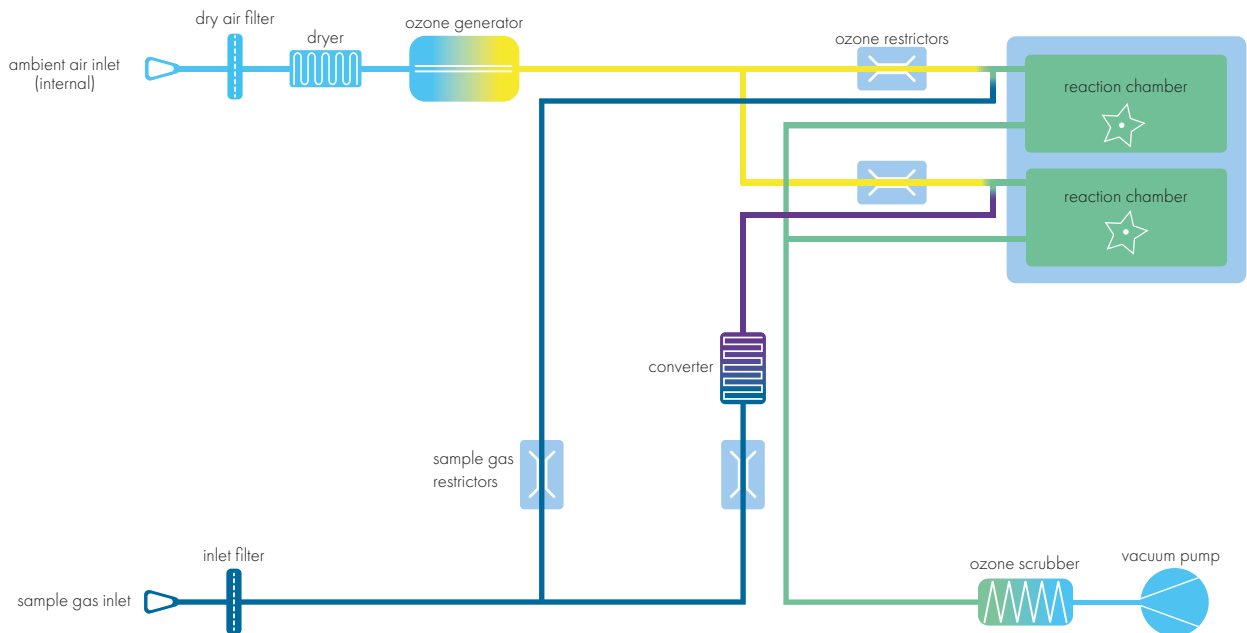 dry air filter
ozone generator
dryer
ozone restrictors
ambient air inlet
(internal)
reaction chamber
reaction chamber
converter
sample gas
restrictors
inlet filter
vacuum pump
ozone scrubber
sample gas inlet